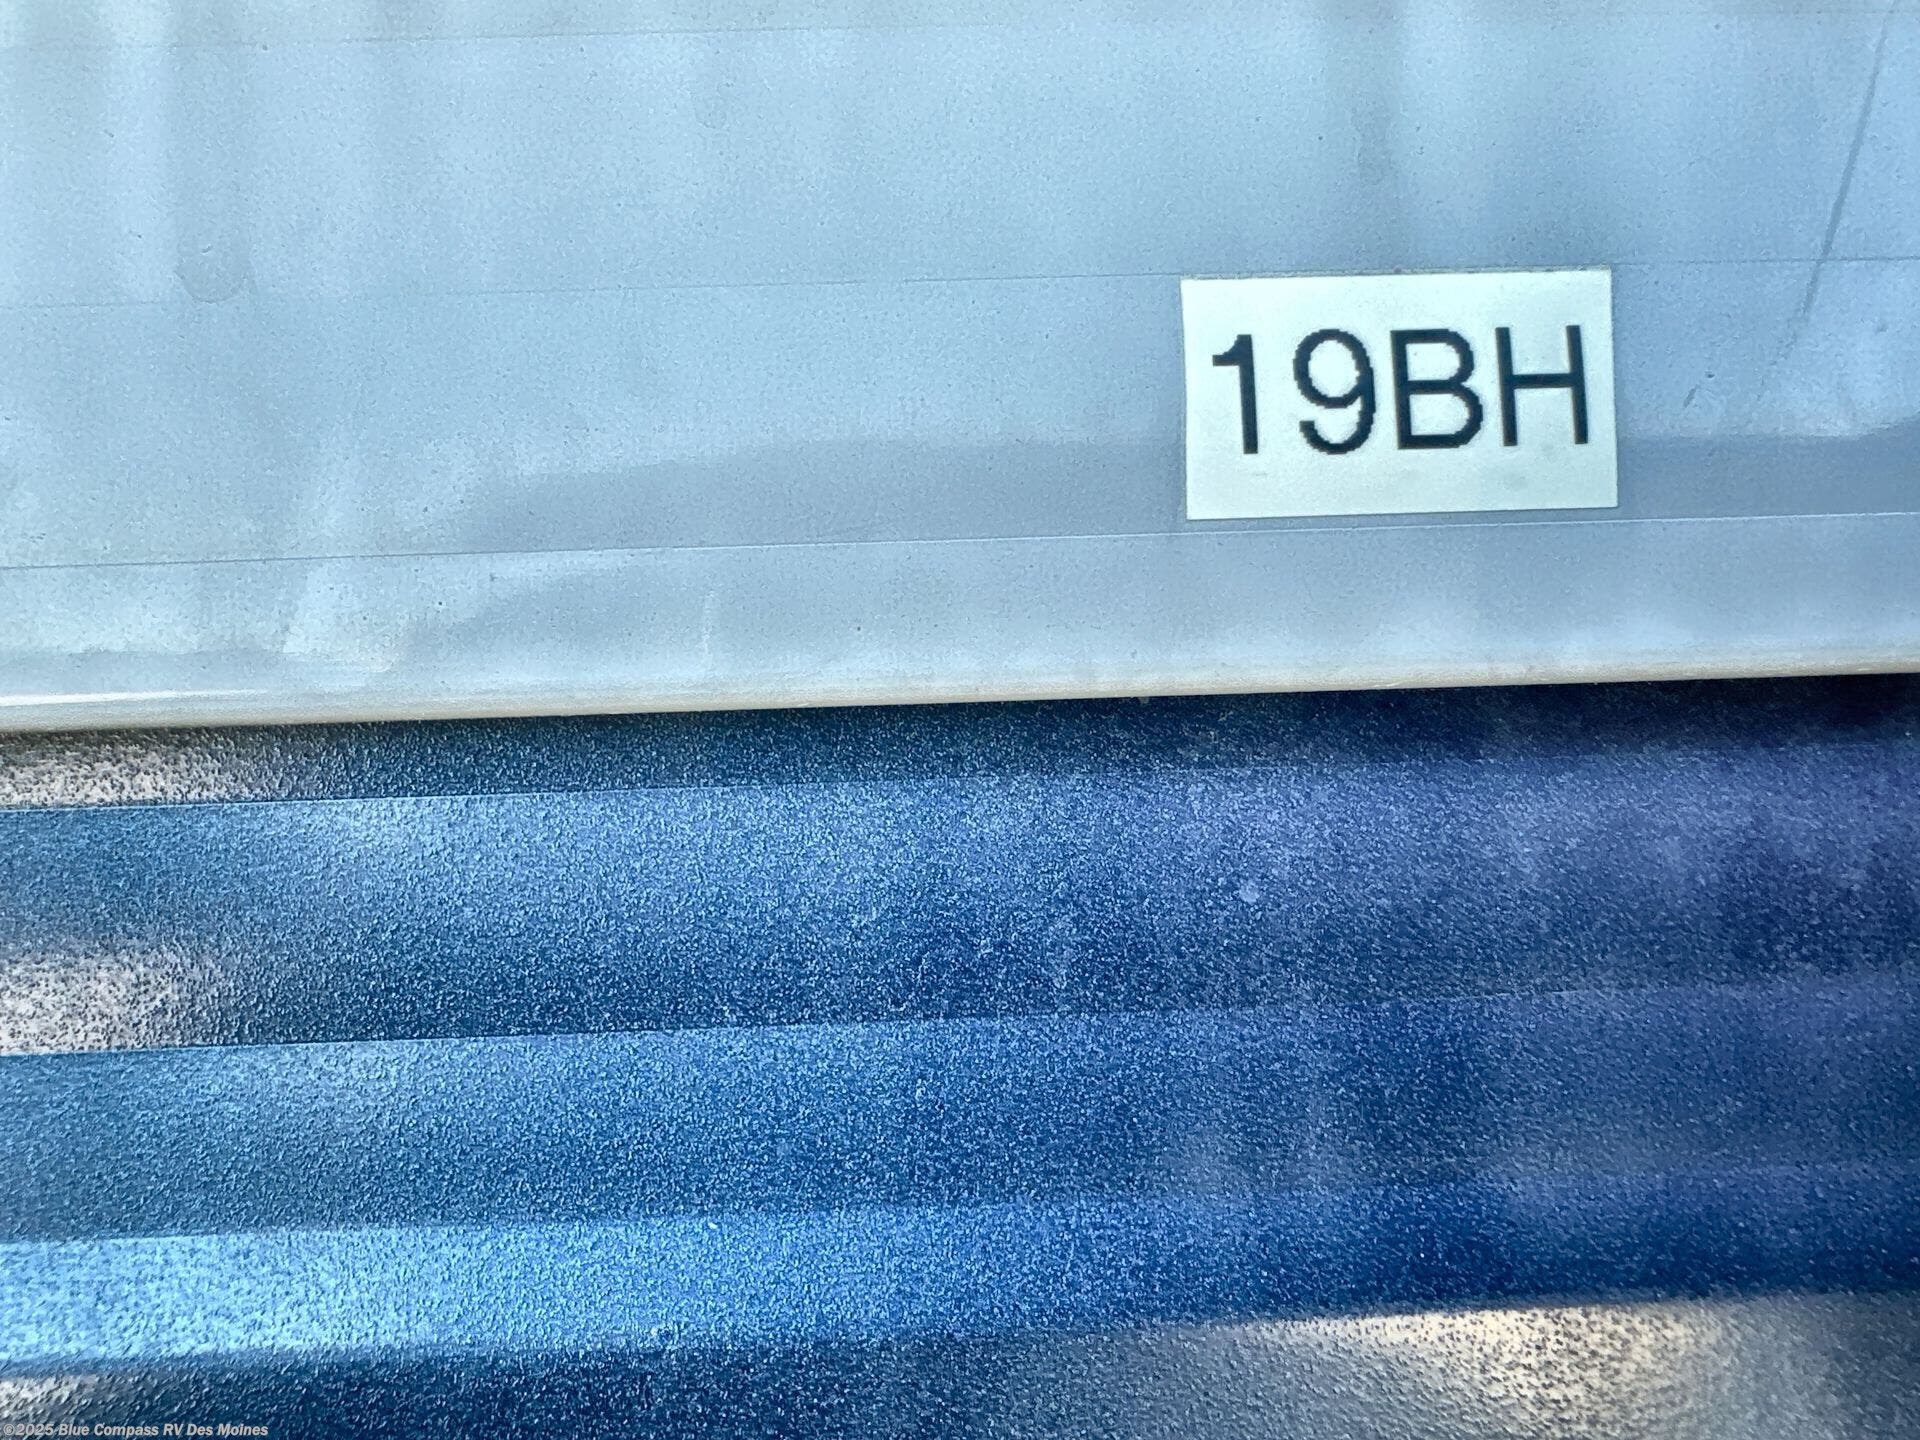 19BH
©2025 Blue Compass RV Des Moines